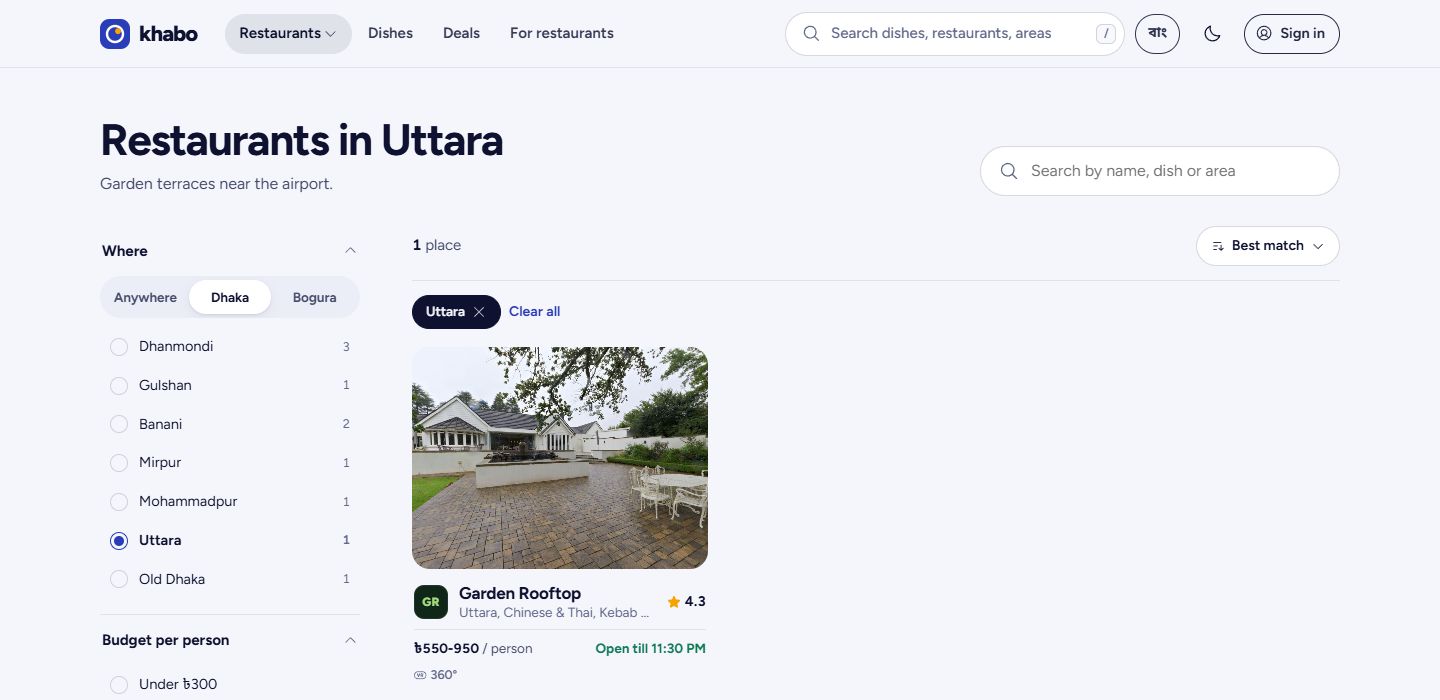 khabo
Restaurants
Dishes
Deals
For restaurants
Search dishes, restaurants, areas
/
বাং
Sign in
Restaurants in Uttara
Garden terraces near the airport.
Search by name, dish or area
Where
Anywhere
Dhaka
Bogura
Dhanmondi 3
Gulshan 1
Banani 2
Mirpur 1
Mohammadpur 1
Uttara 1
Old Dhaka 1
Budget per person
Under ৳300
1 place
Best match
Uttara
Clear all
GR
Garden Rooftop
Uttara, Chinese & Thai, Kebab ...
4.3
৳550-950 / person
Open till 11:30 PM
360°